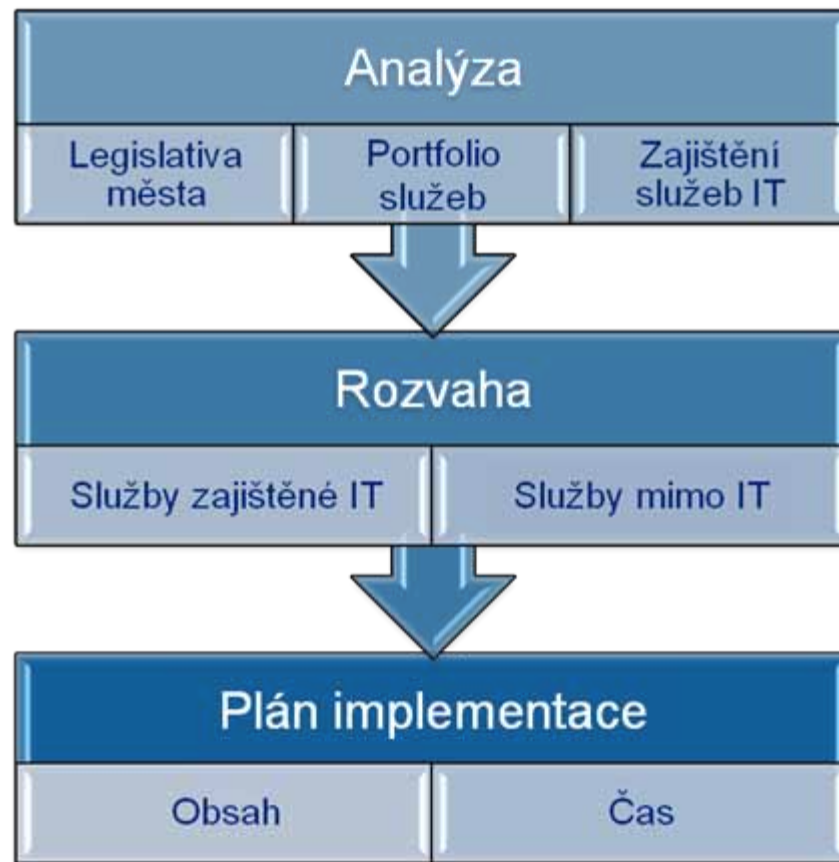 Analýza
Legislativa
města
Portfolio
služeb
Zajištění
služeb IT
Rozvaha
Služby zajištěné IT
Služby mimo IT
Plán implementace
Obsah
Čas